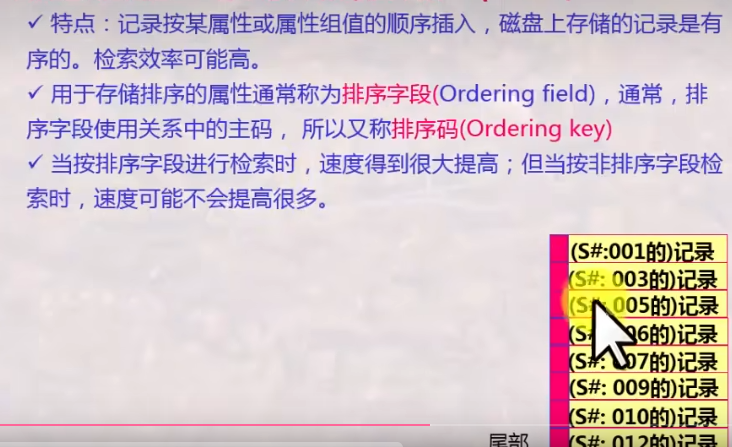 ✓ 特点：记录按某属性或属性组值的顺序插入，磁盘上存储的记录是有
序的。检索效率可能高。
✓ 用于存储排序的属性通常称为排序字段(Ordering field)，通常，排
序字段使用关系中的主码， 所以又称排序码(Ordering key)
✓ 当按排序字段进行检索时，速度得到很大提高；但当按非排序字段检
索时，速度可能不会提高很多。
(S#:001的)记录
(S#: 003的)记录
(S#: 005的)记录
(S#: 06的)记录
(S#: 007的)记录
(S#: 009的)记录
(S#: 010的)记录
尾部 (S#: 012的)记录